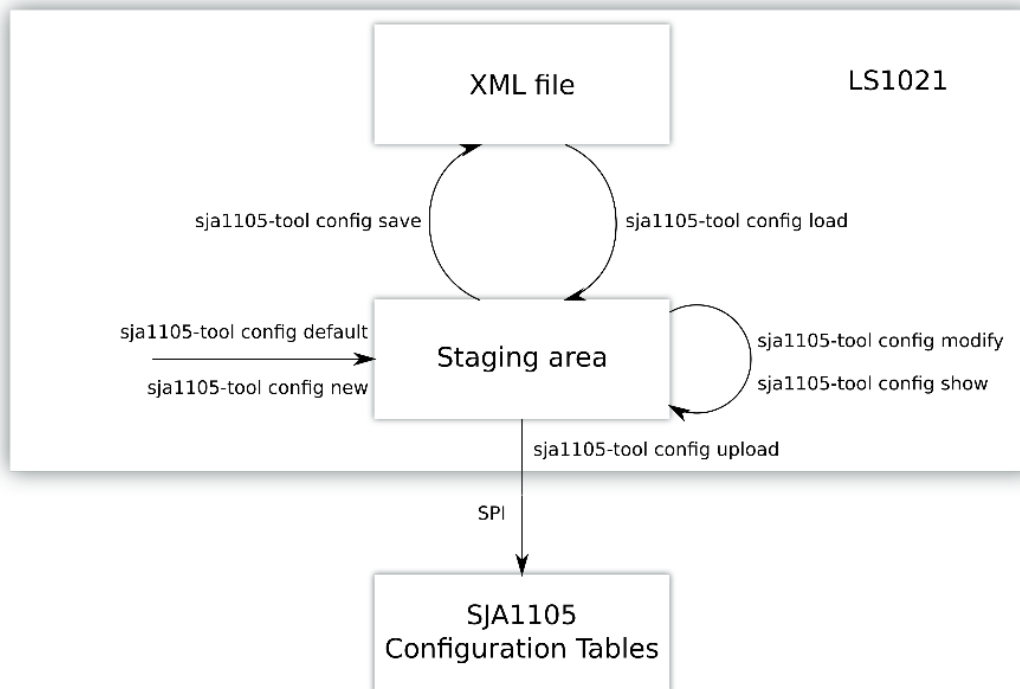 XML file
LS1021
sja1105-tool config save
sja1105-tool config load
sja1105-tool config default
sja1105-tool config new
Staging area
sja1105-tool config modify
sja1105-tool config show
sja1105-tool config upload
SPI
SJA1105
Configuration Tables